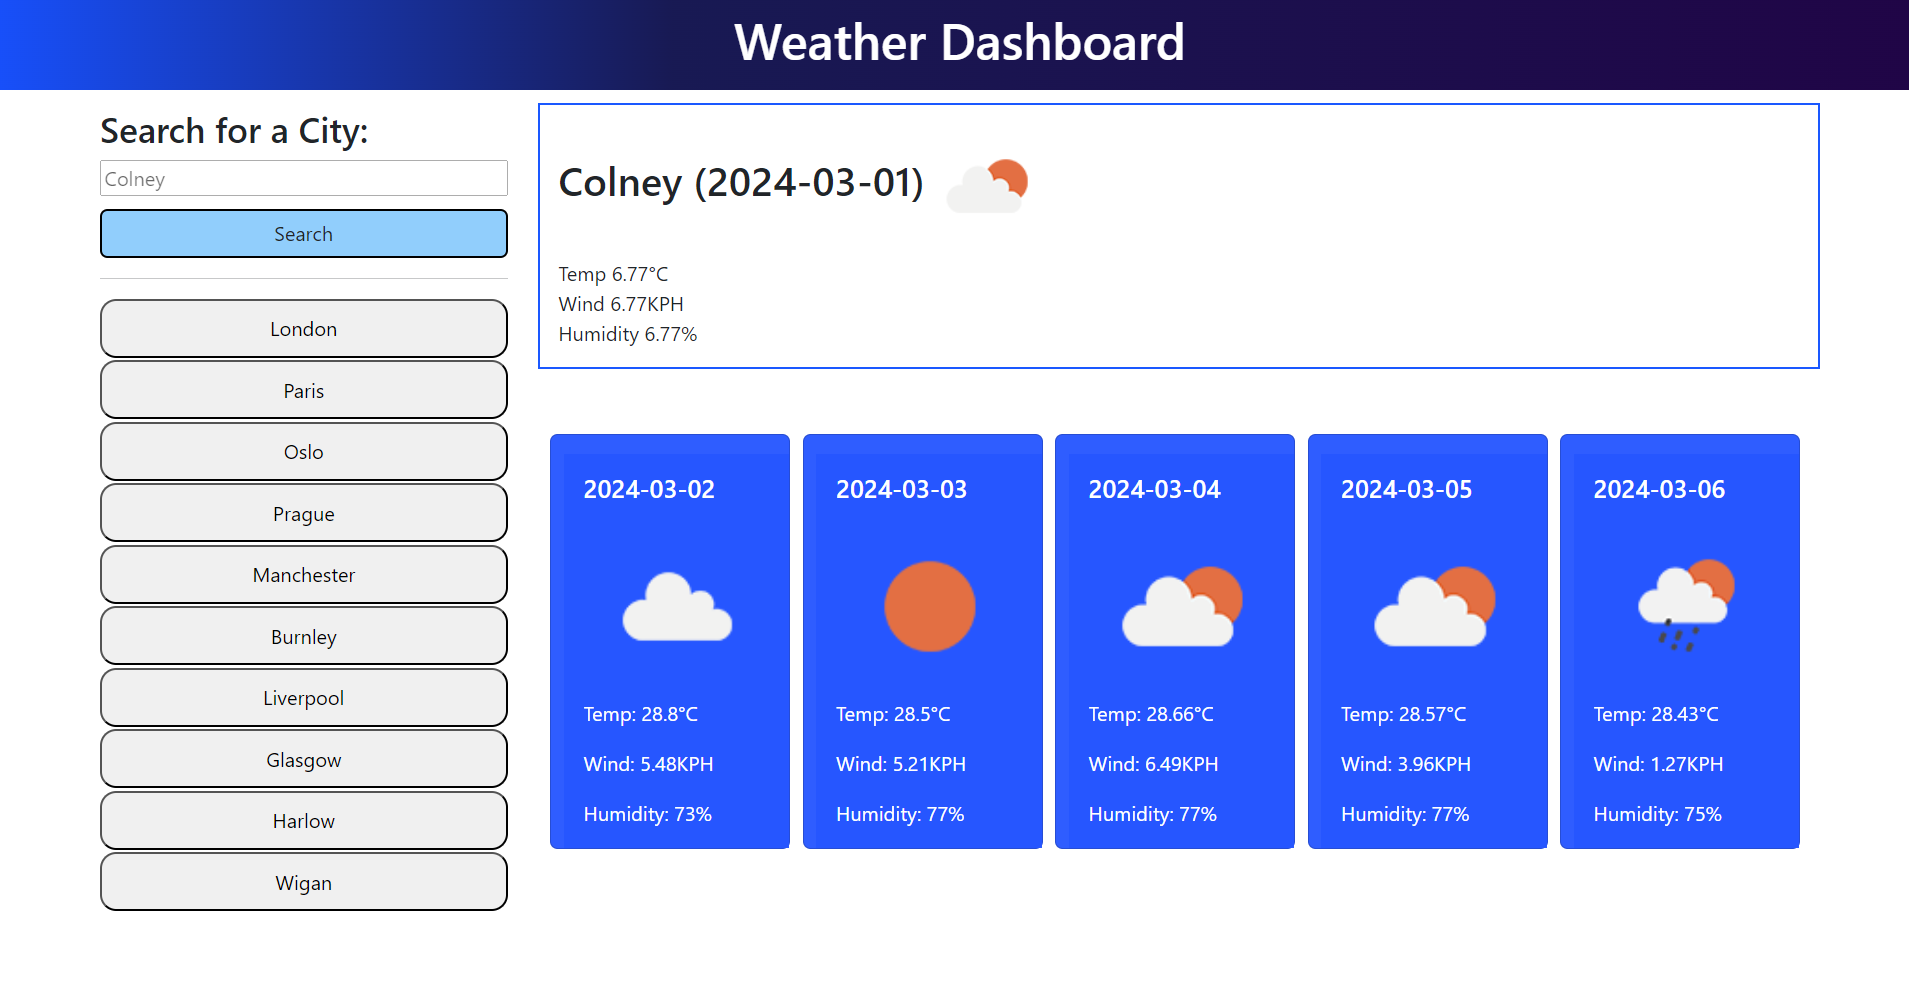 Weather Dashboard
Search for a City:
Colney
Search
London
Paris
Oslo
Prague
Manchester
Burnley
Liverpool
Glasgow
Harlow
Wigan
Colney (2024-03-01)
Temp 6.77°C
Wind 6.77KPH
Humidity 6.77%
2024-03-02
Temp: 28.8°C
Wind: 5.48KPH
Humidity: 73%
2024-03-03
Temp: 28.5°C
Wind: 5.21KPH
Humidity: 77%
2024-03-04
Temp: 28.66°C
Wind: 6.49KPH
Humidity: 77%
2024-03-05
Temp: 28.57°C
Wind: 3.96KPH
Humidity: 77%
2024-03-06
Temp: 28.43°C
Wind: 1.27KPH
Humidity: 75%